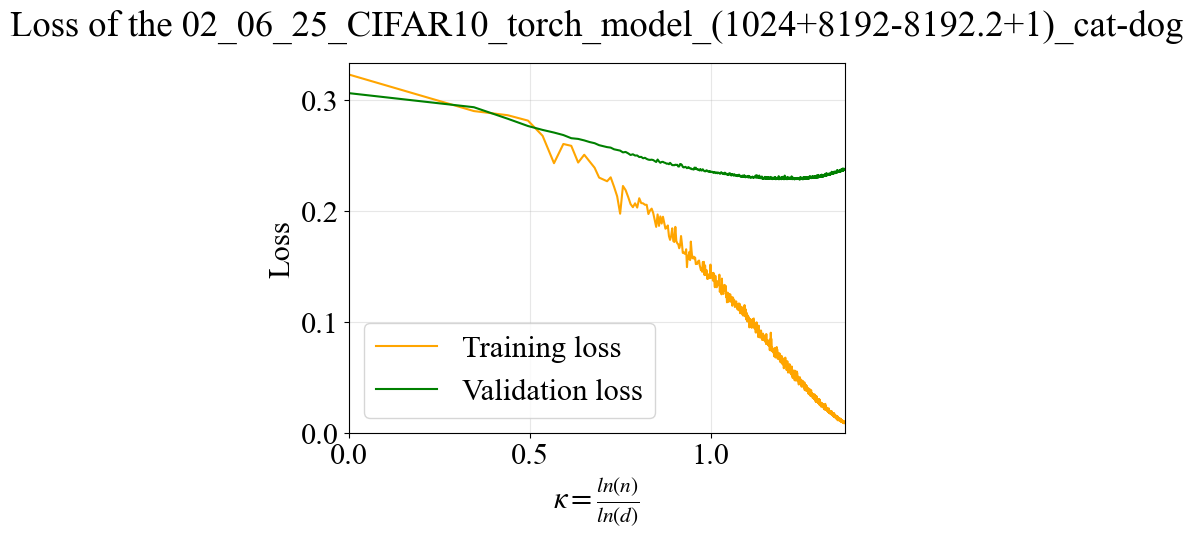 Loss of the 02_06_25_CIFAR10_torch_model_(1024+8192-8192.2+1)_cat-dog
Loss
0.3
0.2
0.1
0.0
Training loss
Validation loss
0.0 0.5 1.0
κ = ln(n)/ln(d)